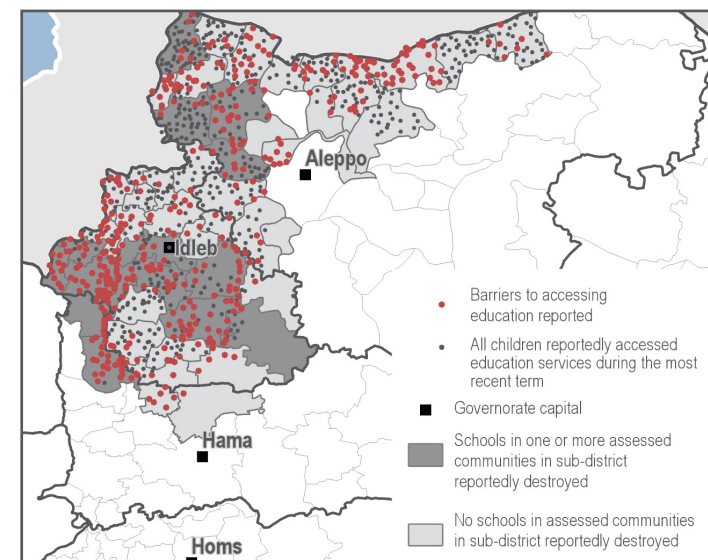 Aleppo
Idleb
Barriers to accessing
education reported
All children reportedly accessed
education services during the most
recent term
Governorate capital
Hama
Schools in one or more assessed
communities in sub-district
reportedly destroyed
No schools in assessed communities
in sub-district reportedly destroyed
Homs